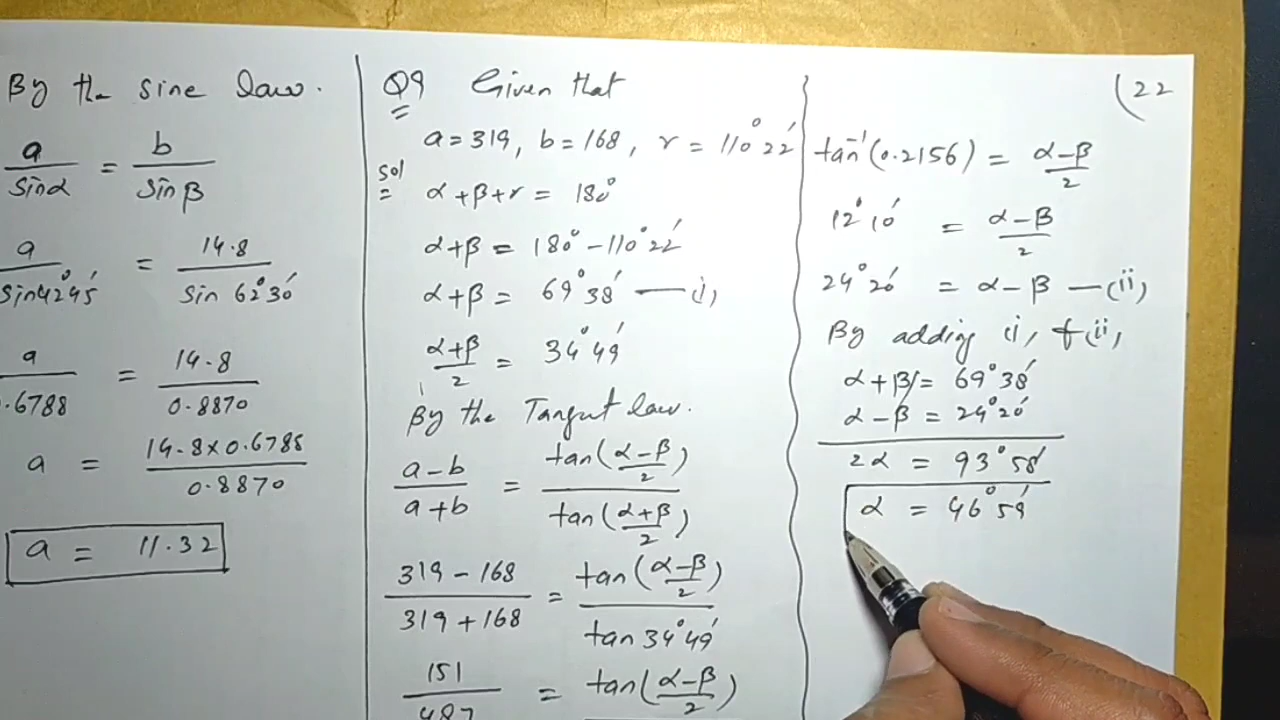 By the sine law.
a/Sinα = b/Sinβ
a/Sin42°45′ = 14.8/Sin 62°30′
a/0.6788 = 14.8/0.8870
a = 14.8×0.6788/0.8870
a = 11.32
Q9 Given that
a = 319, b = 168, r = 110°22′
Sol
α+β+r = 180°
α+β = 180° – 110°22′
α+β = 69°38′ — (i)
α+β/2 = 34°49′
By the Tangent law.
a–b/a+b = tan(α–β/2)/tan(α+β/2)
319–168/319+168 = tan(α–β/2)/tan 34°49′
151/487 = tan(α–β/2)
(22
tan⁻¹(0.2156) = α–β/2
12°10′ = α–β/2
24°20′ = α–β — (ii)
By adding (i) & (ii)
α+β = 69°38′
α–β = 24°20′
2α = 93°58′
α = 46°59′